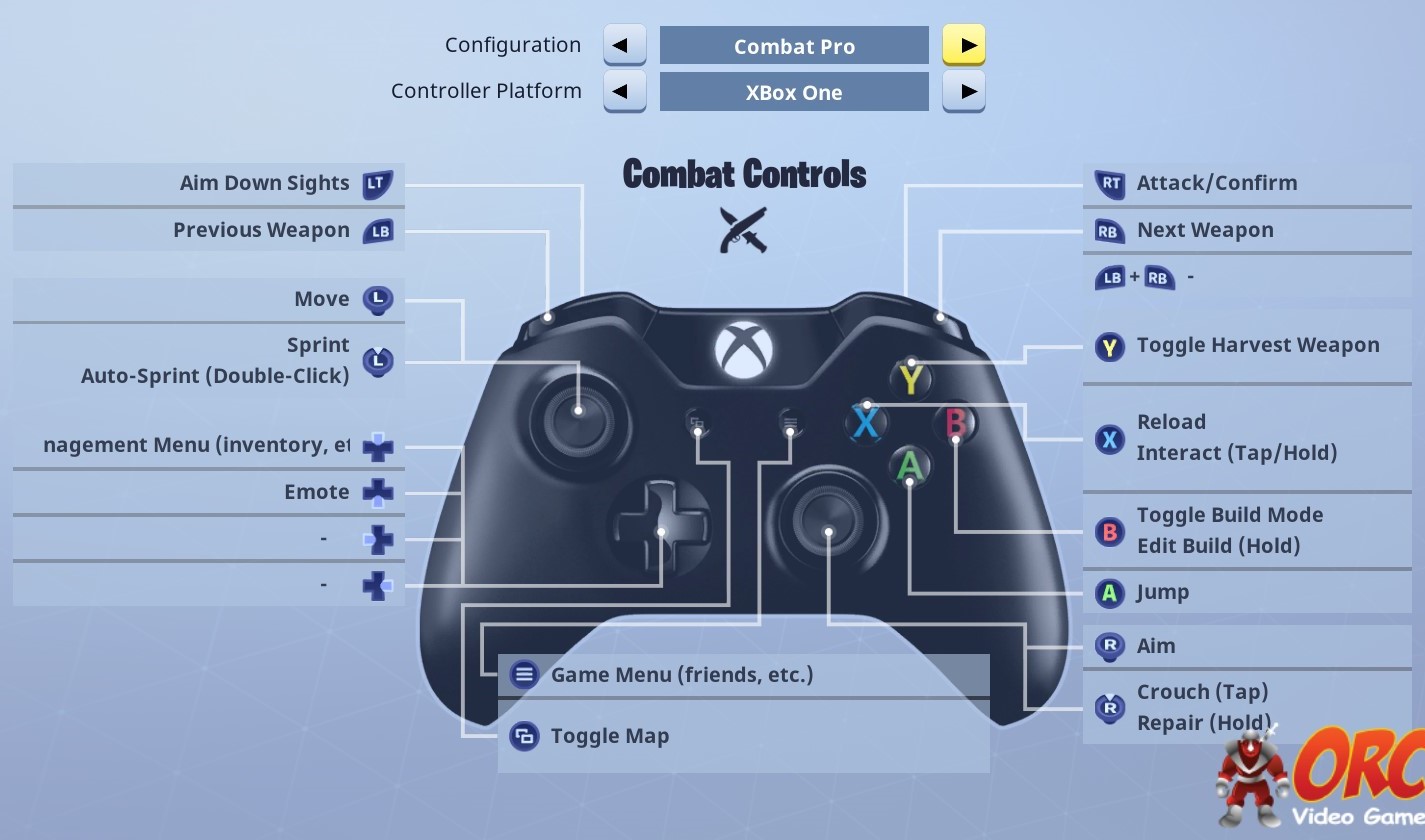 Configuration
Combat Pro
Controller Platform
XBox One
Combat Controls
Aim Down Sights LT
Previous Weapon LB
Move L
Sprint
Auto-Sprint (Double-Click) L
nagement Menu (inventory, et
Emote
-
-
RT Attack/Confirm
RB Next Weapon
LB + RB -
Y Toggle Harvest Weapon
X Reload
Interact (Tap/Hold)
B Toggle Build Mode
Edit Build (Hold)
A Jump
R Aim
R Crouch (Tap)
Repair (Hold)
Y
X
B
A
Game Menu (friends, etc.)
Toggle Map
ORC
Video Game